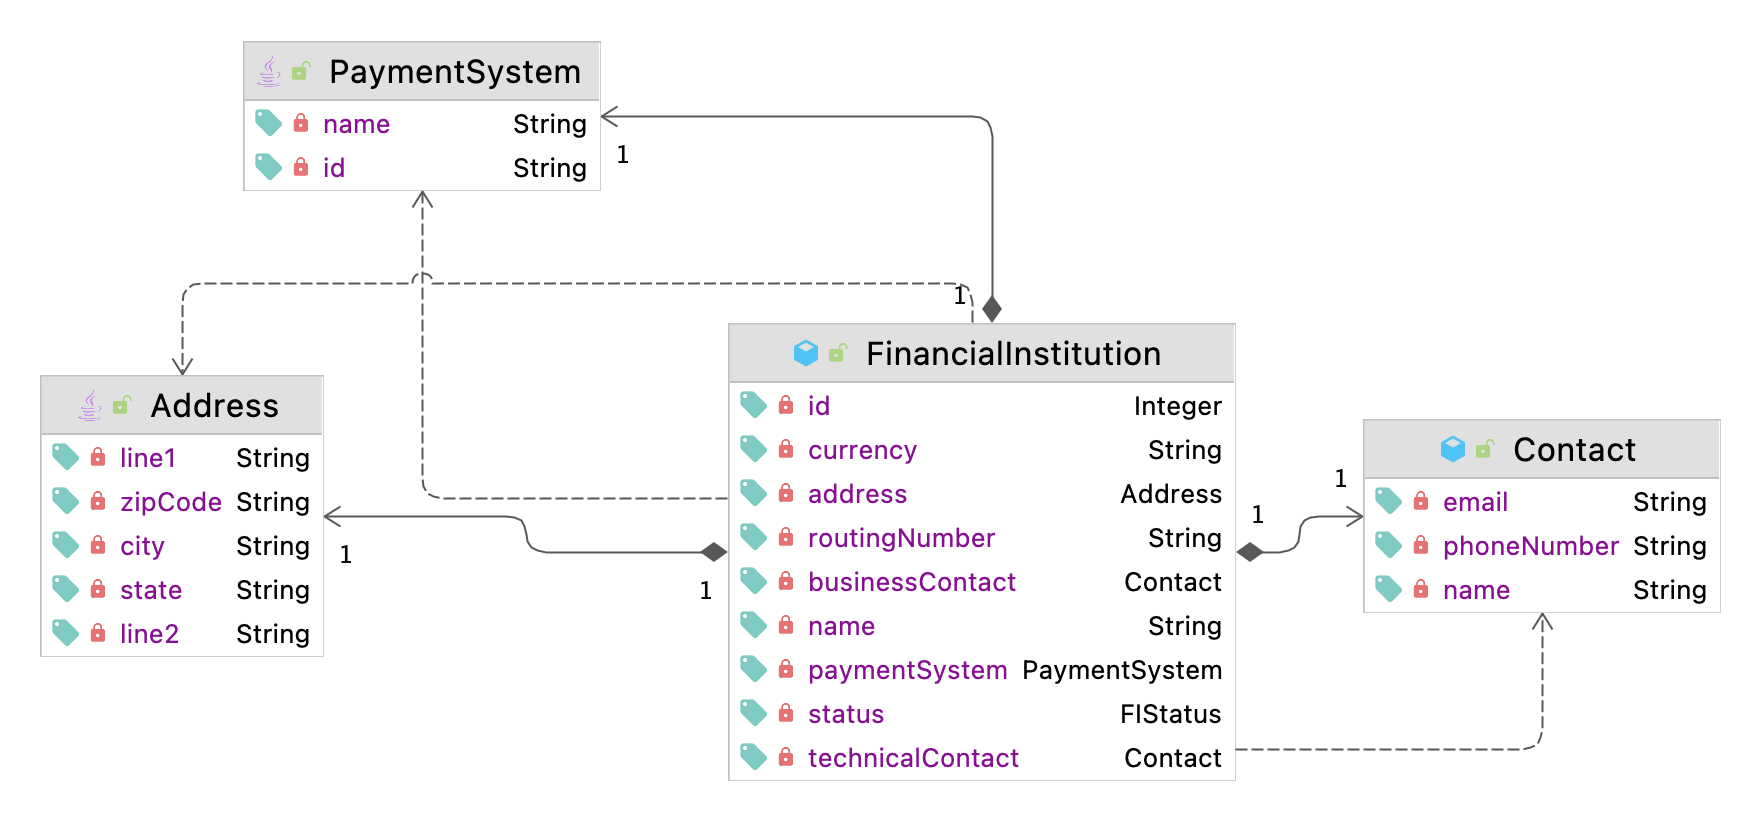 PaymentSystem
name String
id String
1
1
Address
line1 String
zipCode String
city String
state String
line2 String
1
1
FinancialInstitution
id Integer
currency String
address Address
routingNumber String
businessContact Contact
name String
paymentSystem PaymentSystem
status FIStatus
technicalContact Contact
1
1
Contact
email String
phoneNumber String
name String